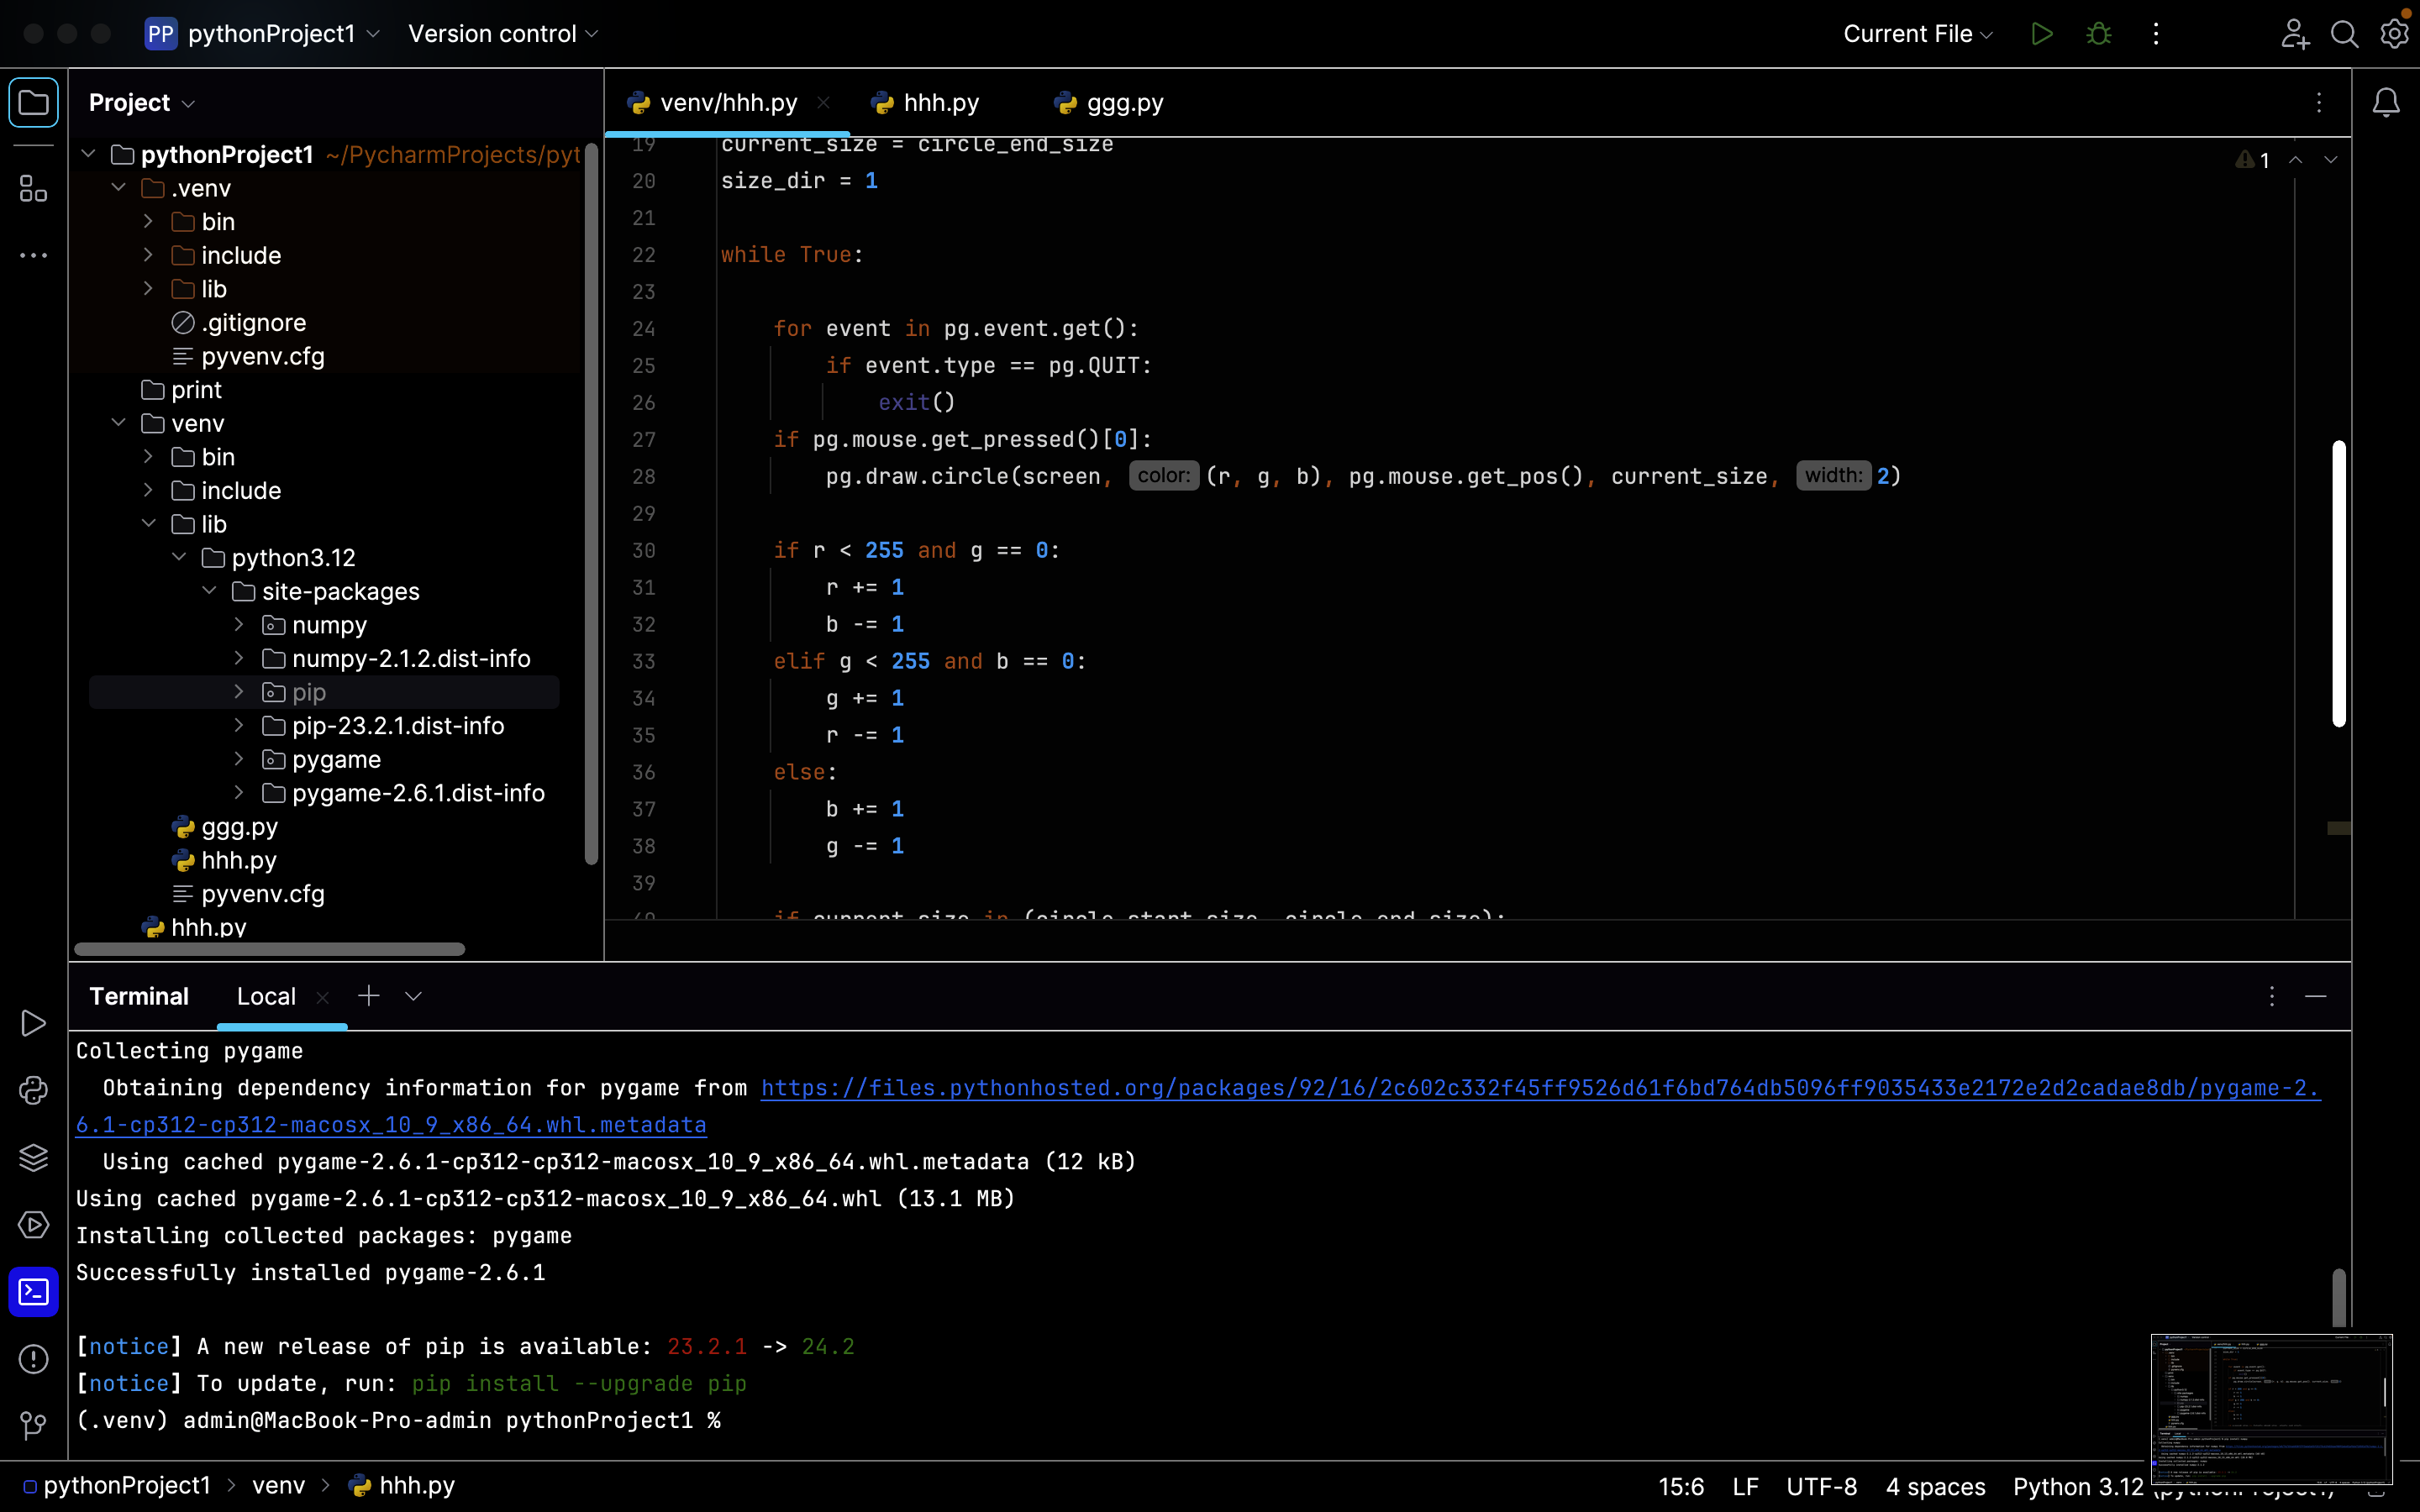 PP pythonProject1 Version control Current File
Project
pythonProject1 ~/PycharmProjects/pyt
.venv
bin
include
lib
.gitignore
pyvenv.cfg
print
venv
bin
include
lib
python3.12
site-packages
numpy
numpy-2.1.2.dist-info
pip
pip-23.2.1.dist-info
pygame
pygame-2.6.1.dist-info
ggg.py
hhh.py
pyvenv.cfg
hhh.py
venv/hhh.py hhh.py ggg.py
1
19 current_size = circle_end_size
20 size_dir = 1
21
22 while True:
23
24 for event in pg.event.get():
25 if event.type == pg.QUIT:
26 exit()
27 if pg.mouse.get_pressed()[0]:
28 pg.draw.circle(screen, color: (r, g, b), pg.mouse.get_pos(), current_size, width: 2)
29
30 if r < 255 and g == 0:
31 r += 1
32 b -= 1
33 elif g < 255 and b == 0:
34 g += 1
35 r -= 1
36 else:
37 b += 1
38 g -= 1
39
40 if current_size in (circle_start_size, circle_end_size):
Terminal Local
Collecting pygame
Obtaining dependency information for pygame from https://files.pythonhosted.org/packages/92/16/2c602c332f45ff9526d61f6bd764db5096ff9035433e2172e2d2cadae8db/pygame-2.
6.1-cp312-cp312-macosx_10_9_x86_64.whl.metadata
Using cached pygame-2.6.1-cp312-cp312-macosx_10_9_x86_64.whl.metadata (12 kB)
Using cached pygame-2.6.1-cp312-cp312-macosx_10_9_x86_64.whl (13.1 MB)
Installing collected packages: pygame
Successfully installed pygame-2.6.1
[notice] A new release of pip is available: 23.2.1 -> 24.2
[notice] To update, run: pip install --upgrade pip
(.venv) admin@MacBook-Pro-admin pythonProject1 %
pythonProject1 venv hhh.py 15:6 LF UTF-8 4 spaces Python 3.12 (pythonProject1)